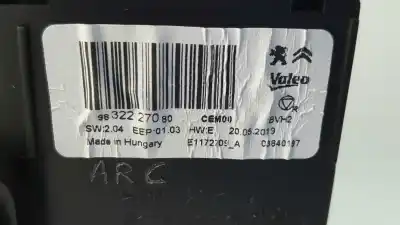 Valeo
98 322 270 80 CEM00 BVH2
SW:2.04 EEP:01.03 HW:E 20.05.2019
Made in Hungary E1172709_A 03840187
ARC